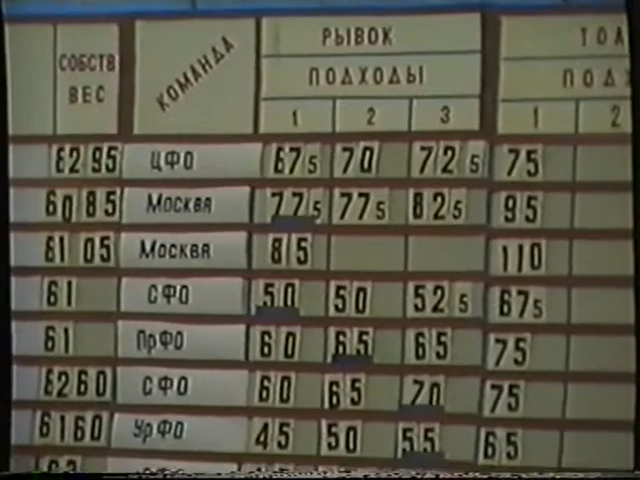 СОБСТВ ВЕС КОМАНДА РЫВОК
ПОДХОДЫ
1 2 3 1 2
62 95 ЦФО 67 5 70 72 5 75
60 85 Москва 77 5 77 5 82 5 95
61 05 Москва 85 110
61 СФО 50 50 52 5 67 5
61 ПрФО 60 65 65 75
62 60 СФО 60 65 70 75
61 60 УрФО 45 50 55 65